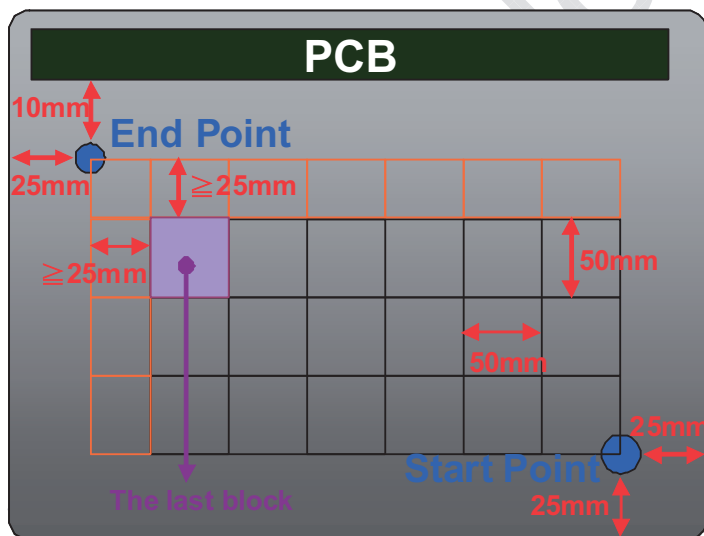 PCB
10mm
End Point
25mm
≧25mm
≧25mm
50mm
50mm
25mm
Start Point
25mm
The last block